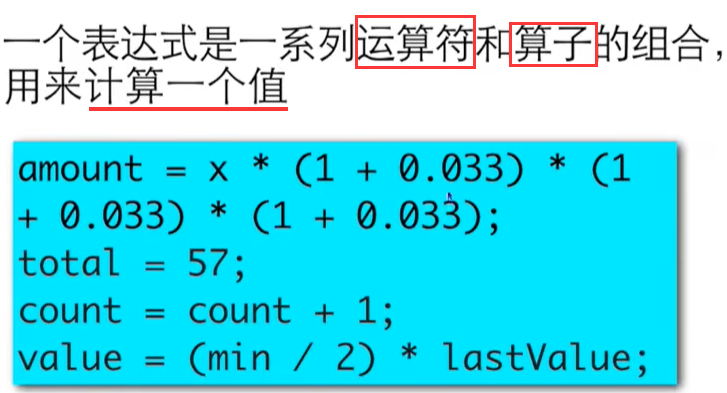 一个表达式是一系列运算符和算子的组合，
用来计算一个值
amount = x * (1 + 0.033) * (1
+ 0.033) * (1 + 0.033);
total = 57;
count = count + 1;
value = (min / 2) * lastValue;